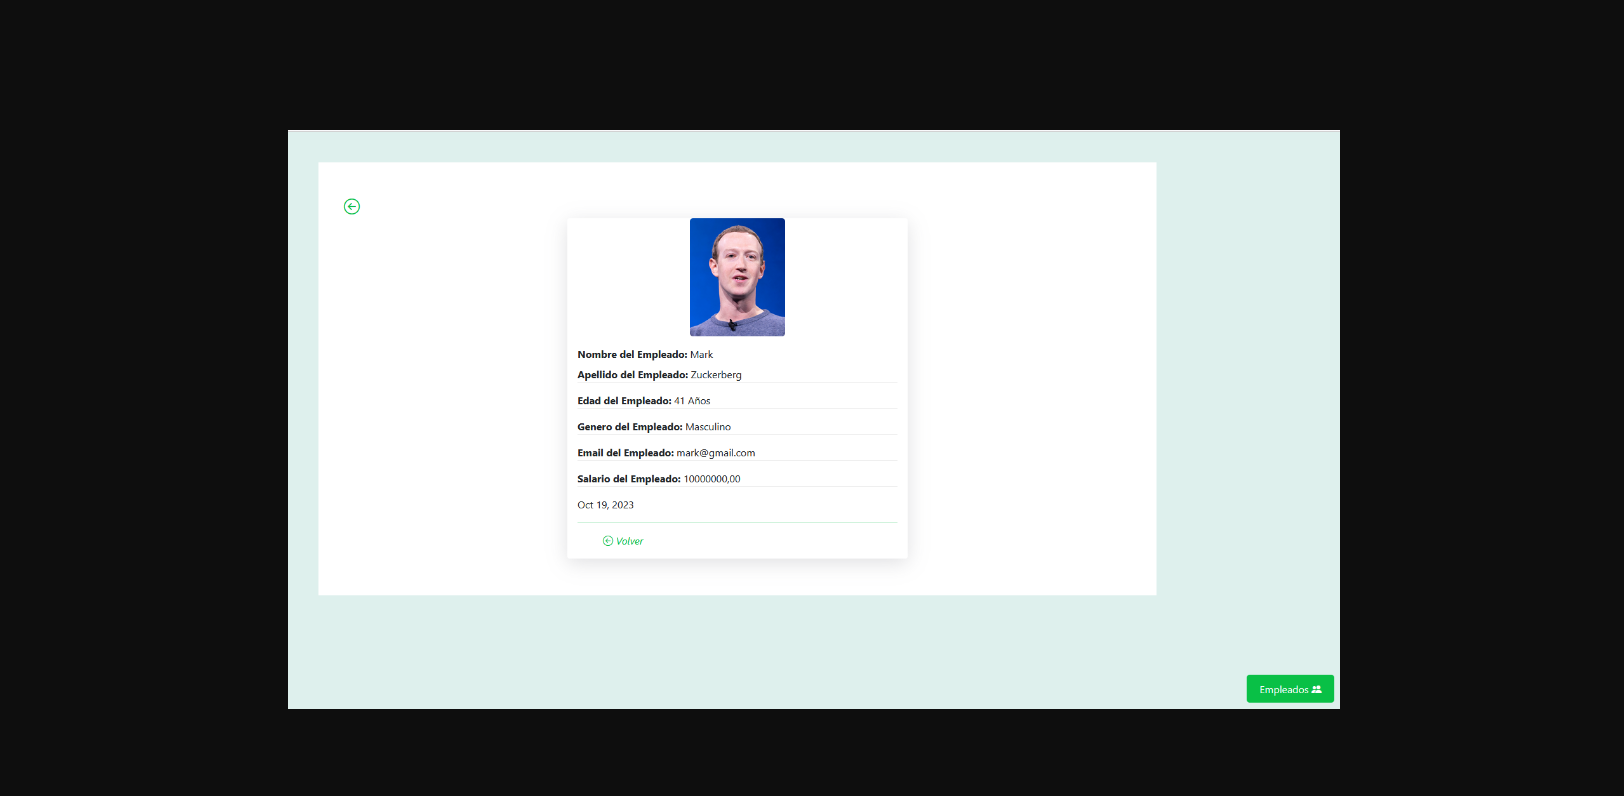 Nombre del Empleado: Mark
Apellido del Empleado: Zuckerberg
Edad del Empleado: 41 Años
Genero del Empleado: Masculino
Email del Empleado: mark@gmail.com
Salario del Empleado: 10000000,00
Oct 19, 2023
Volver
Empleados